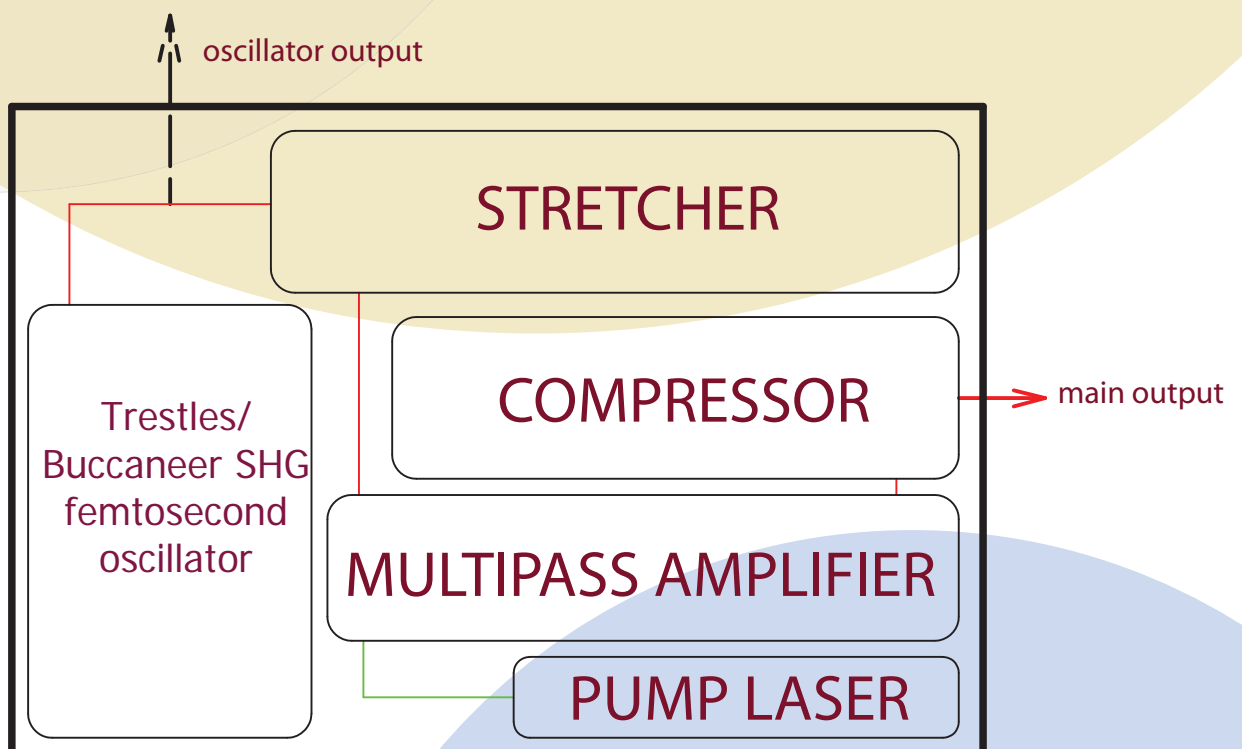 oscillator output
STRETCHER
COMPRESSOR
main output
Trestles/
Buccaneer SHG
femtosecond
oscillator
MULTIPASS AMPLIFIER
PUMP LASER